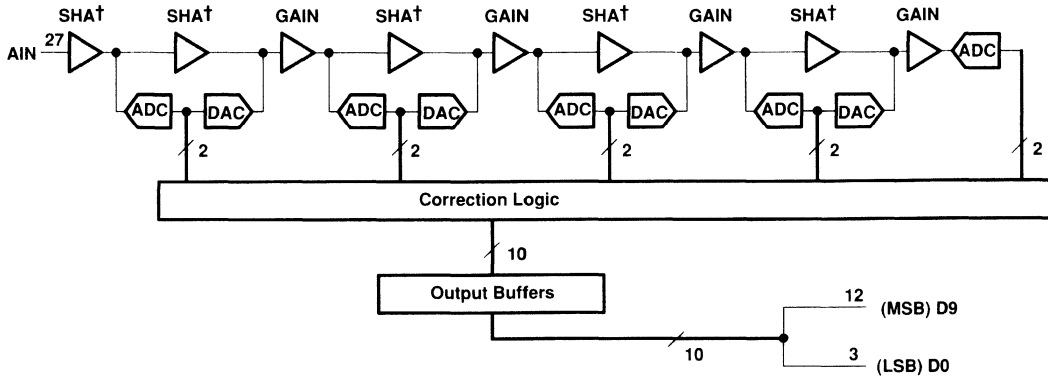 SHA† SHA† GAIN SHA† GAIN SHA† GAIN SHA† GAIN
AIN 27 ADC
ADC DAC ADC DAC ADC DAC ADC DAC
2 2 2 2 2
Correction Logic
10
Output Buffers
12 (MSB) D9
10
3 (LSB) D0